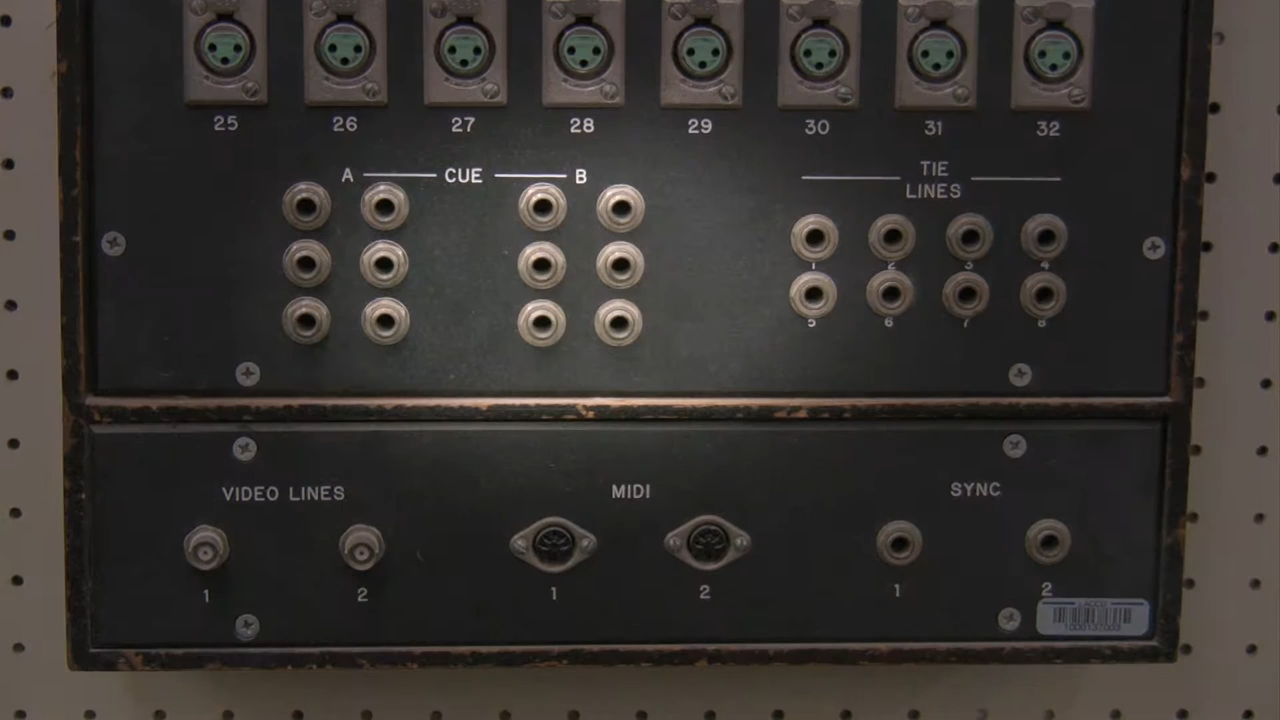 25 26 27 28 29 30 31 32
A CUE B
TIE
LINES
1 2 3 4
5 6 7 8
VIDEO LINES MIDI SYNC
1 2 1 2 1 2